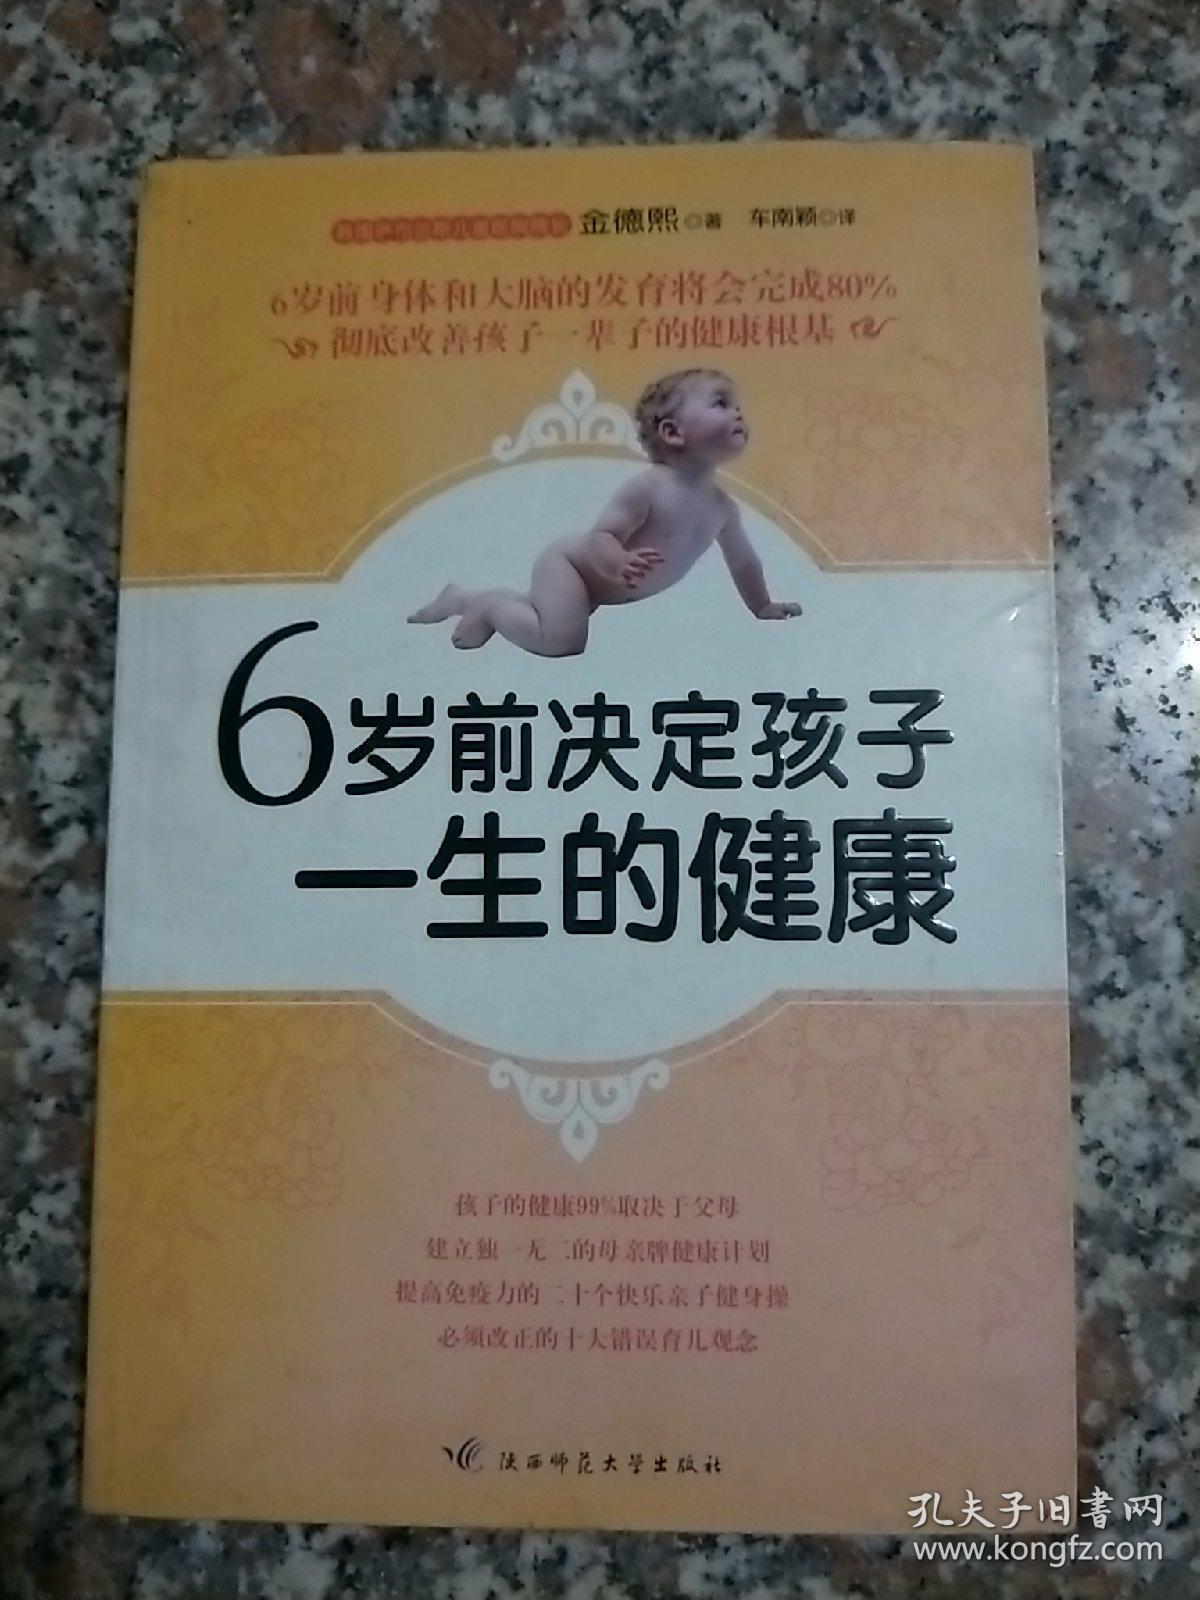 金德熙◎著 车南颖◎译
6岁前身体和大脑的发育将会完成80%
彻底改善孩子一辈子的健康根基
6岁前决定孩子
一生的健康
孩子的健康99%取决于父母
建立独一无二的母亲牌健康计划
提高免疫力的二十个快乐亲子健身操
必须改正的十大错误育儿观念
陕西师范大学出版社
孔夫子旧书网
www.kongfz.com